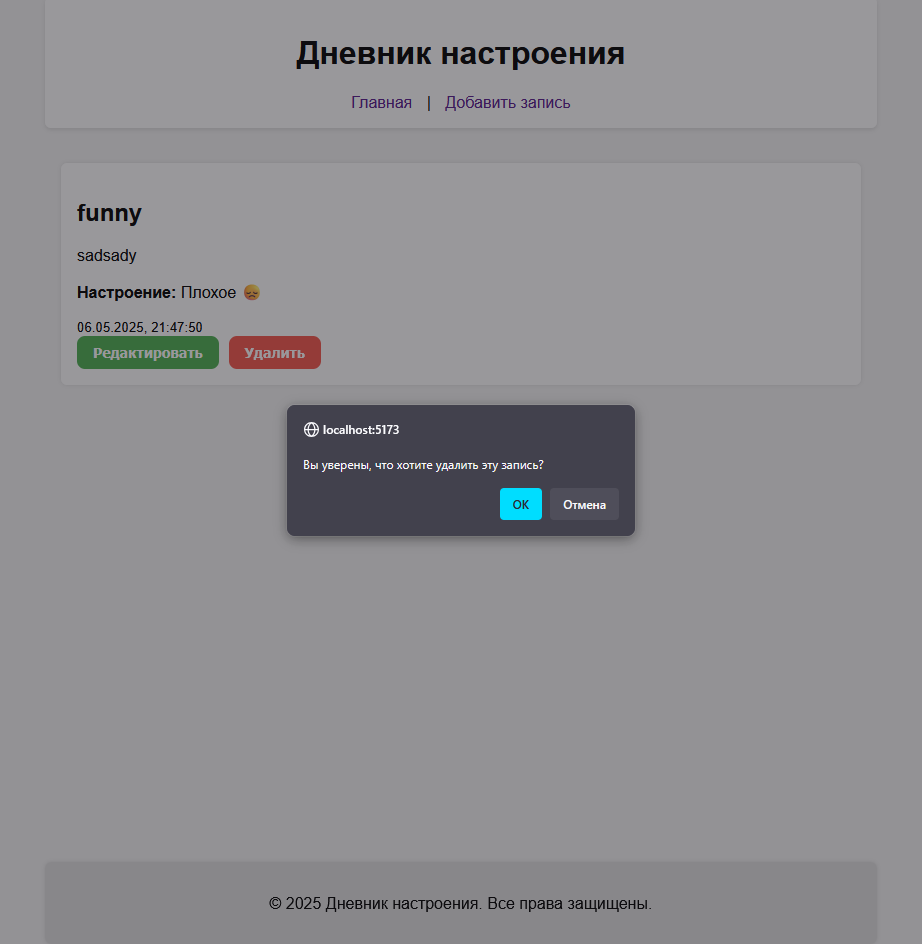 Дневник настроения
Главная | Добавить запись
funny
sadsady
Настроение: Плохое 😞
06.05.2025, 21:47:50
Редактировать Удалить
localhost:5173
Вы уверены, что хотите удалить эту запись?
OK Отмена
© 2025 Дневник настроения. Все права защищены.